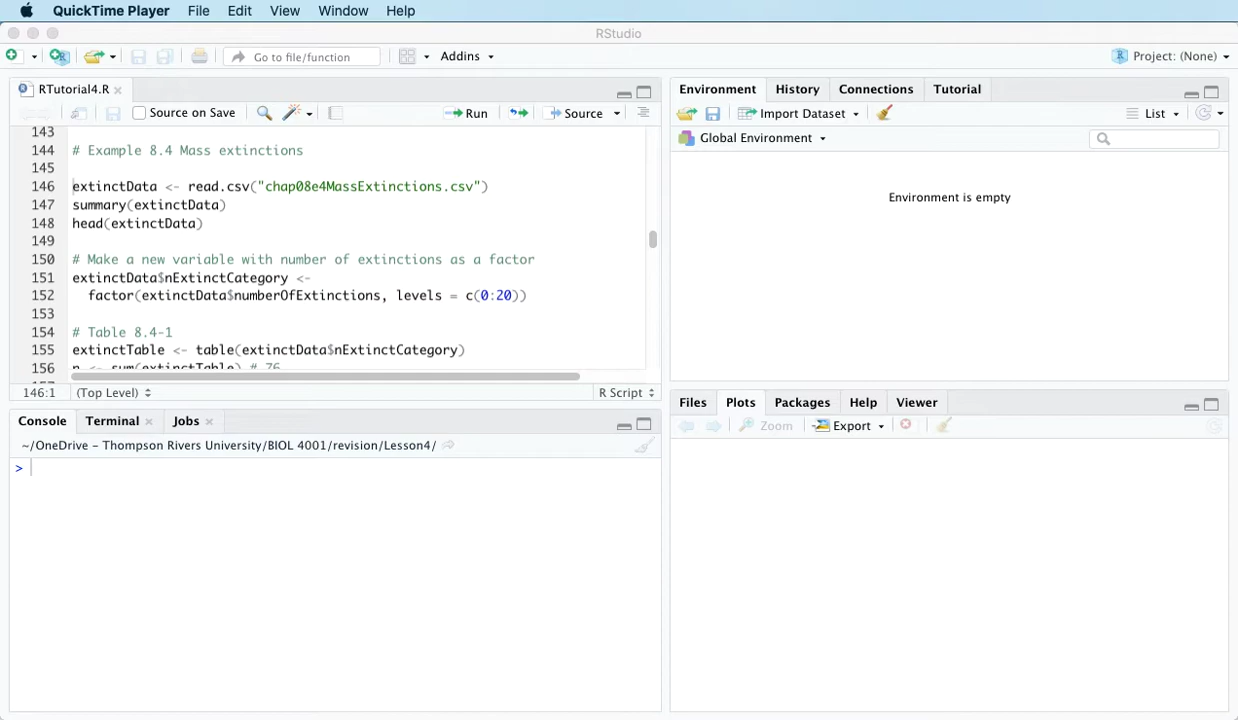 QuickTime Player File Edit View Window Help
RStudio
Go to file/function Addins Project: (None)
RTutorial4.R
Source on Save Run Source
143
144 # Example 8.4 Mass extinctions
145
146 extinctData <- read.csv("chap08e4MassExtinctions.csv")
147 summary(extinctData)
148 head(extinctData)
149
150 # Make a new variable with number of extinctions as a factor
151 extinctData$nExtinctCategory <-
152 factor(extinctData$numberOfExtinctions, levels = c(0:20))
153
154 # Table 8.4-1
155 extinctTable <- table(extinctData$nExtinctCategory)
156 n <- sum(extinctTable) # 76
146:1 (Top Level) R Script
Console Terminal Jobs
~/OneDrive – Thompson Rivers University/BIOL 4001/revision/Lesson4/
>
Environment History Connections Tutorial
Import Dataset List
Global Environment
Environment is empty
Files Plots Packages Help Viewer
Zoom Export